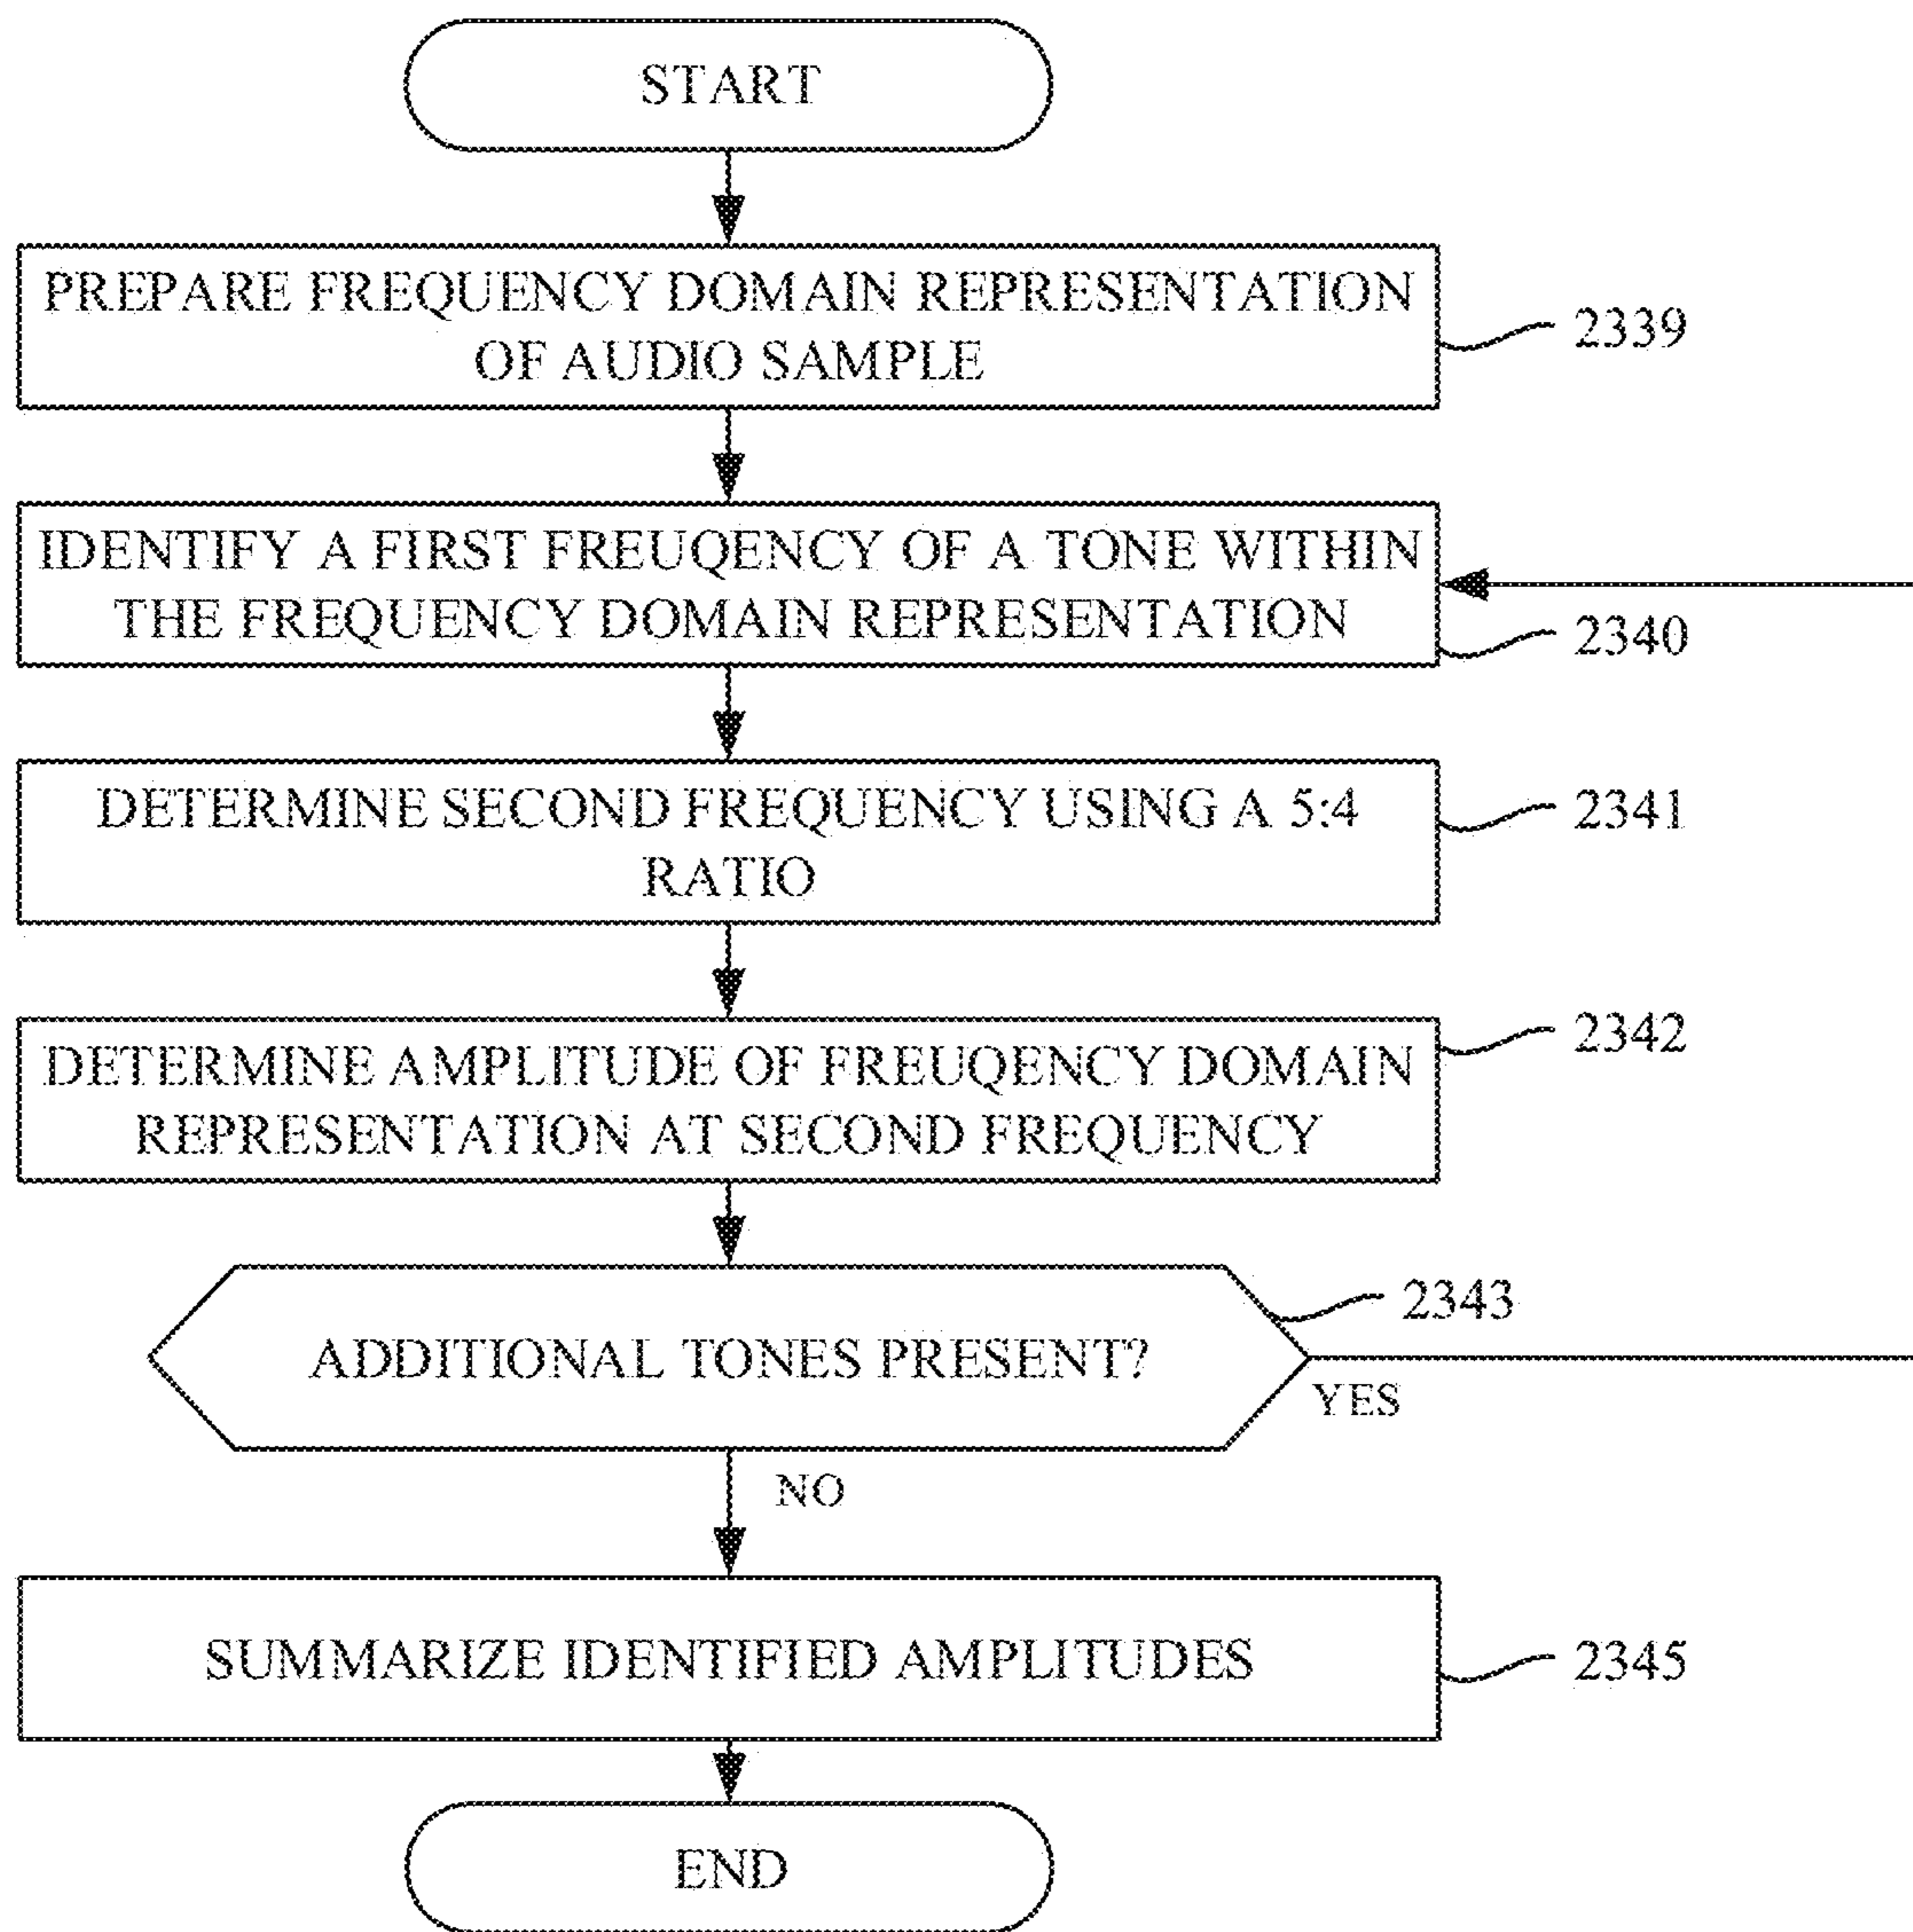 START
PREPARE FREQUENCY DOMAIN REPRESENTATION
OF AUDIO SAMPLE
2339
IDENTIFY A FIRST FREUQENCY OF A TONE WITHIN
THE FREQUENCY DOMAIN REPRESENTATION
2340
DETERMINE SECOND FREQUENCY USING A 5:4
RATIO
2341
DETERMINE AMPLITUDE OF FREUQENCY DOMAIN
REPRESENTATION AT SECOND FREQUENCY
2342
ADDITIONAL TONES PRESENT?
2343
YES
NO
SUMMARIZE IDENTIFIED AMPLITUDES
2345
END